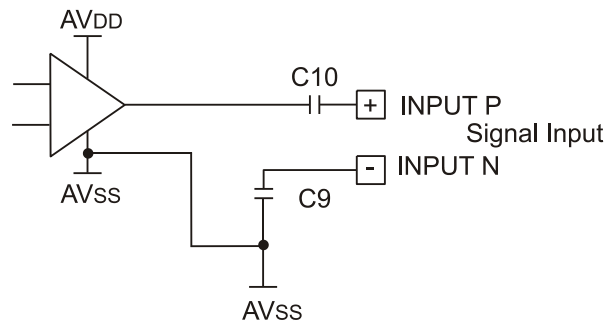 AVDD
C10
+ INPUT P
Signal Input
- INPUT N
AVSS
C9
AVSS